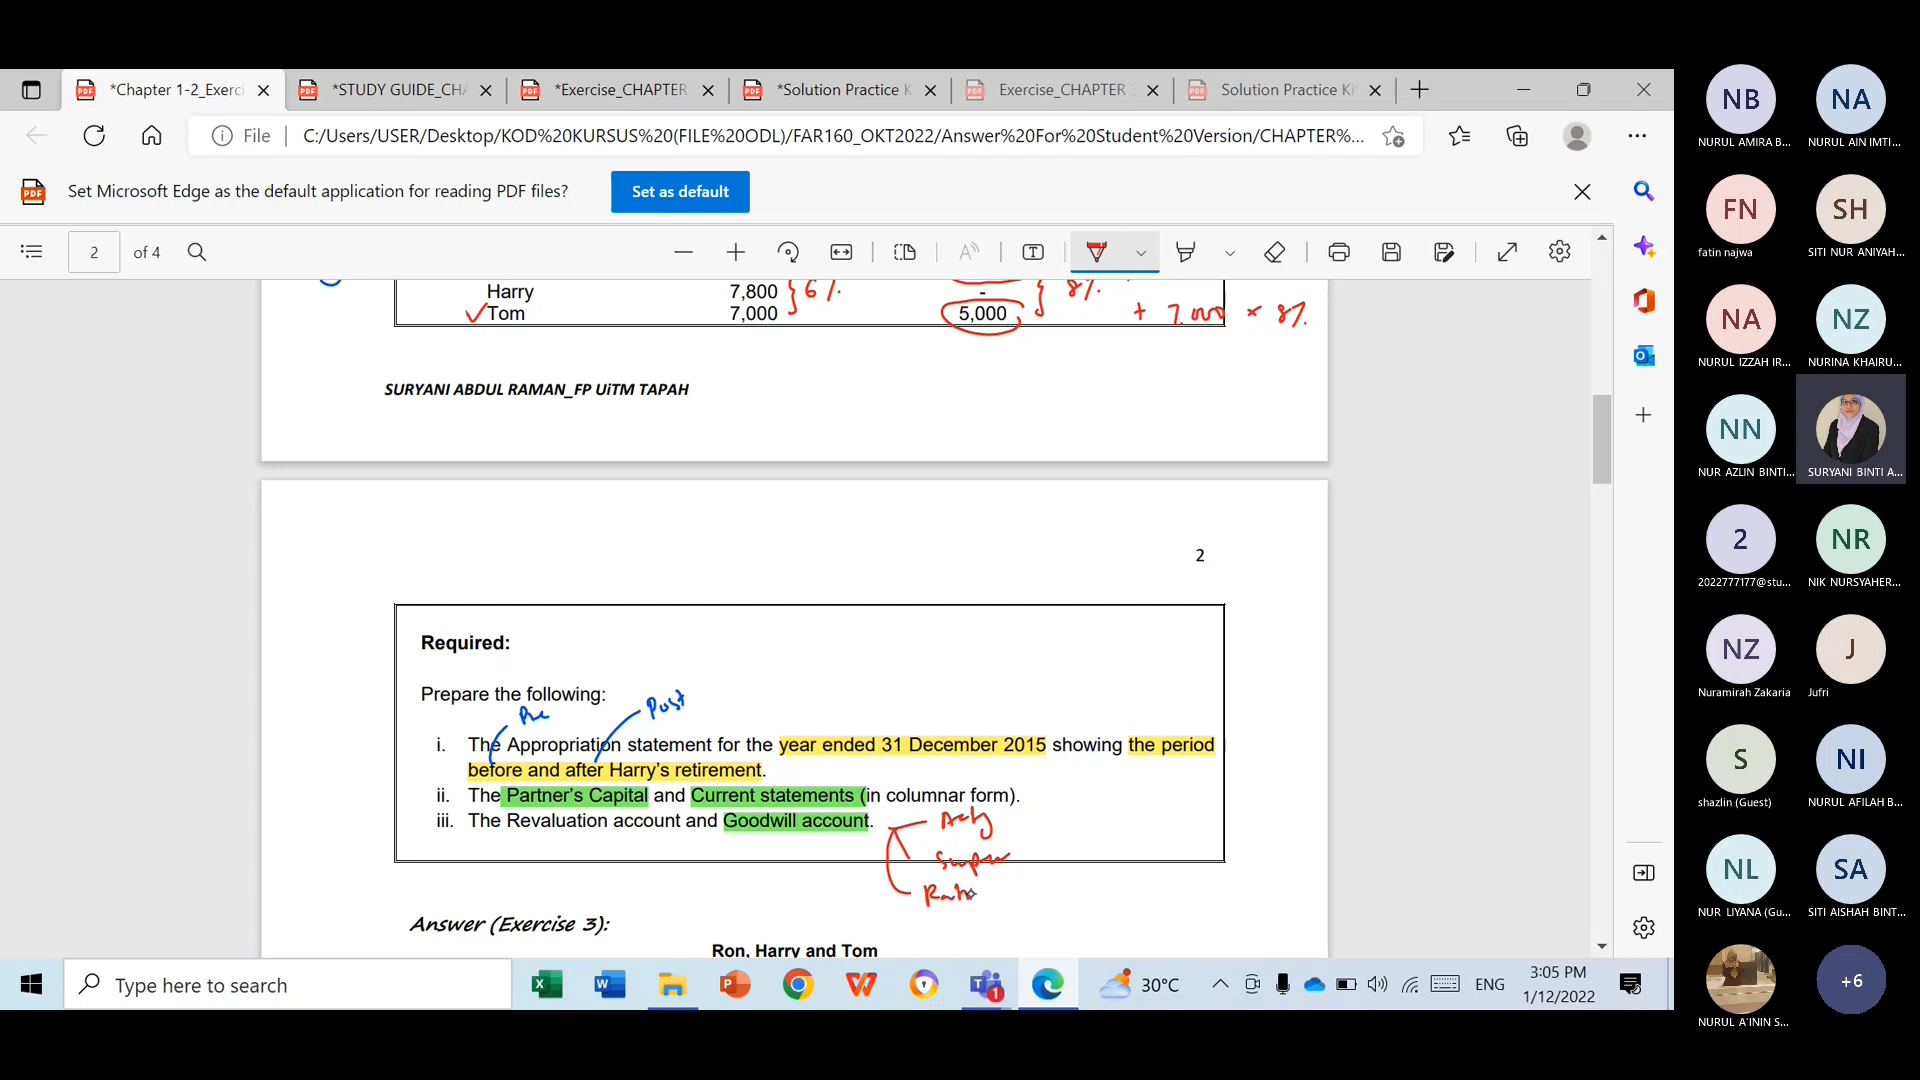 *Chapter 1-2_Exerci
*STUDY GUIDE_CHA
*Exercise_CHAPTER
*Solution Practice K
Exercise_CHAPTER 3
Solution Practice Ki
File
C:/Users/USER/Desktop/KOD%20KURSUS%20(FILE%20ODL)/FAR160_OKT2022/Answer%20For%20Student%20Version/CHAPTER%...
Set Microsoft Edge as the default application for reading PDF files?
Set as default
2 of 4
Harry 7,800 - 6% 8%
Tom 7,000 5,000 + 7,000 × 8%
SURYANI ABDUL RAMAN_FP UiTM TAPAH
2
Required:
Prepare the following:
Pre Post
i. The Appropriation statement for the year ended 31 December 2015 showing the period
before and after Harry's retirement.
ii. The Partner's Capital and Current statements (in columnar form).
iii. The Revaluation account and Goodwill account.
Answer (Exercise 3):
Ron, Harry and Tom
Type here to search
1
30°C
ENG
3:05 PM
1/12/2022
NB
NURUL AMIRA B...
NA
NURUL AIN IMTI...
FN
fatin najwa
SH
SITI NUR ANIYAH...
NA
NURUL IZZAH IR...
NZ
NURINA KHAIRU...
NN
NUR AZLIN BINTI...
SURYANI BINTI A...
2
2022777177@stu...
NR
NIK NURSYAHER...
NZ
Nuramirah Zakaria
J
Jufri
S
shazlin (Guest)
NI
NURUL AFILAH B...
NL
NUR LIYANA (Gu...
SA
SITI AISHAH BINT...
NURUL A'ININ S...
+6